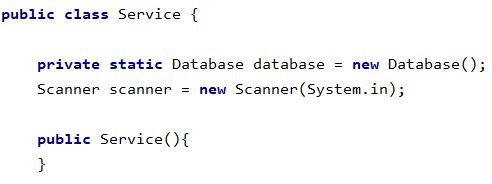 public class Service {
private static Database database = new Database();
Scanner scanner = new Scanner(System.in);
public Service(){
}